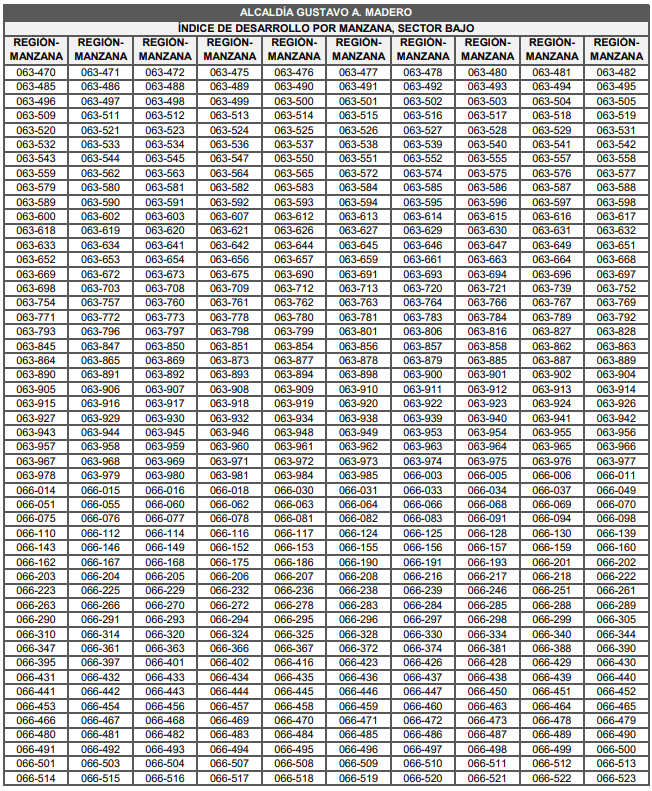 ALCALDÍA GUSTAVO A. MADERO
ÍNDICE DE DESARROLLO POR MANZANA, SECTOR BAJO
REGIÓN- REGIÓN- REGIÓN- REGIÓN- REGIÓN- REGIÓN- REGIÓN- REGIÓN- REGIÓN- REGIÓN-
MANZANA MANZANA MANZANA MANZANA MANZANA MANZANA MANZANA MANZANA MANZANA MANZANA
063-470 063-471 063-472 063-475 063-476 063-477 063-478 063-480 063-481 063-482
063-485 063-486 063-488 063-489 063-490 063-491 063-492 063-493 063-494 063-495
063-496 063-497 063-498 063-499 063-500 063-501 063-502 063-503 063-504 063-505
063-509 063-511 063-512 063-513 063-514 063-515 063-516 063-517 063-518 063-519
063-520 063-521 063-523 063-524 063-525 063-526 063-527 063-528 063-529 063-531
063-532 063-533 063-534 063-536 063-537 063-538 063-539 063-540 063-541 063-542
063-543 063-544 063-545 063-547 063-550 063-551 063-552 063-555 063-557 063-558
063-559 063-562 063-563 063-564 063-565 063-572 063-574 063-575 063-576 063-577
063-579 063-580 063-581 063-582 063-583 063-584 063-585 063-586 063-587 063-588
063-589 063-590 063-591 063-592 063-593 063-594 063-595 063-596 063-597 063-598
063-600 063-602 063-603 063-607 063-612 063-613 063-614 063-615 063-616 063-617
063-618 063-619 063-620 063-621 063-626 063-627 063-629 063-630 063-631 063-632
063-633 063-634 063-641 063-642 063-644 063-645 063-646 063-647 063-649 063-651
063-652 063-653 063-654 063-656 063-657 063-659 063-661 063-663 063-664 063-668
063-669 063-672 063-673 063-675 063-690 063-691 063-693 063-694 063-696 063-697
063-698 063-703 063-708 063-709 063-712 063-713 063-720 063-721 063-739 063-752
063-754 063-757 063-760 063-761 063-762 063-763 063-764 063-766 063-767 063-769
063-771 063-772 063-773 063-778 063-780 063-781 063-783 063-784 063-789 063-792
063-793 063-796 063-797 063-798 063-799 063-801 063-806 063-816 063-827 063-828
063-845 063-847 063-850 063-851 063-854 063-856 063-857 063-858 063-862 063-863
063-864 063-865 063-869 063-873 063-877 063-878 063-879 063-885 063-887 063-889
063-890 063-891 063-892 063-893 063-894 063-898 063-900 063-901 063-902 063-904
063-905 063-906 063-907 063-908 063-909 063-910 063-911 063-912 063-913 063-914
063-915 063-916 063-917 063-918 063-919 063-920 063-922 063-923 063-924 063-926
063-927 063-929 063-930 063-932 063-934 063-938 063-939 063-940 063-941 063-942
063-943 063-944 063-945 063-946 063-948 063-949 063-953 063-954 063-955 063-956
063-957 063-958 063-959 063-960 063-961 063-962 063-963 063-964 063-965 063-966
063-967 063-968 063-969 063-971 063-972 063-973 063-974 063-975 063-976 063-977
063-978 063-979 063-980 063-981 063-984 063-985 066-003 066-005 066-006 066-011
066-014 066-015 066-016 066-018 066-030 066-031 066-033 066-034 066-037 066-049
066-051 066-055 066-060 066-062 066-063 066-064 066-066 066-068 066-069 066-070
066-075 066-076 066-077 066-078 066-081 066-082 066-083 066-091 066-094 066-098
066-110 066-112 066-114 066-116 066-117 066-124 066-125 066-128 066-130 066-139
066-143 066-146 066-149 066-152 066-153 066-155 066-156 066-157 066-159 066-160
066-162 066-167 066-168 066-175 066-186 066-190 066-191 066-193 066-201 066-202
066-203 066-204 066-205 066-206 066-207 066-208 066-216 066-217 066-218 066-222
066-223 066-225 066-229 066-232 066-236 066-238 066-239 066-246 066-251 066-261
066-263 066-266 066-270 066-272 066-278 066-283 066-284 066-285 066-288 066-289
066-290 066-291 066-293 066-294 066-295 066-296 066-297 066-298 066-299 066-305
066-310 066-314 066-320 066-324 066-325 066-328 066-330 066-334 066-340 066-344
066-347 066-361 066-363 066-366 066-367 066-372 066-374 066-381 066-388 066-390
066-395 066-397 066-401 066-402 066-416 066-423 066-426 066-428 066-429 066-430
066-431 066-432 066-433 066-434 066-435 066-436 066-437 066-438 066-439 066-440
066-441 066-442 066-443 066-444 066-445 066-446 066-447 066-450 066-451 066-452
066-453 066-454 066-456 066-457 066-458 066-459 066-460 066-463 066-464 066-465
066-466 066-467 066-468 066-469 066-470 066-471 066-472 066-473 066-478 066-479
066-480 066-481 066-482 066-483 066-484 066-485 066-486 066-487 066-489 066-490
066-491 066-492 066-493 066-494 066-495 066-496 066-497 066-498 066-499 066-500
066-501 066-503 066-504 066-507 066-508 066-509 066-510 066-511 066-512 066-513
066-514 066-515 066-516 066-517 066-518 066-519 066-520 066-521 066-522 066-523